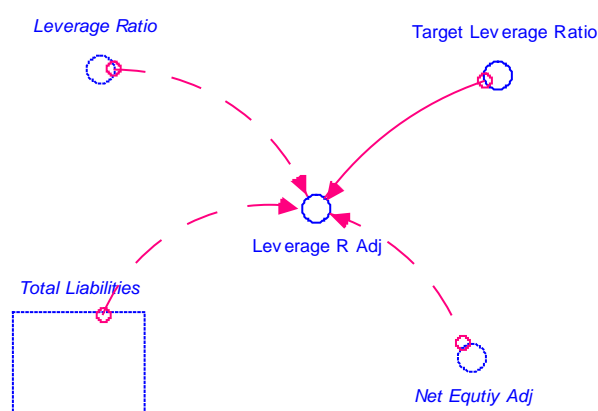 Leverage Ratio
Target Leverage Ratio
Leverage R Adj
Total Liabilities
Net Equtiy Adj